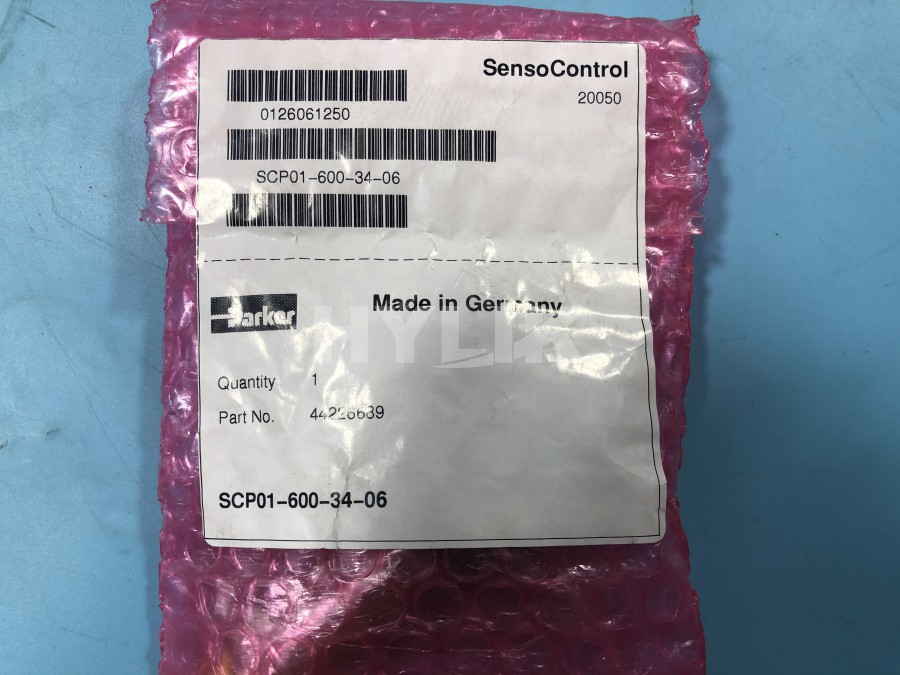 SensoControl
20050
0126061250
SCP01-600-34-06
Parker
Made in Germany
HYLIX
Quantity 1
Part No.
SCP01-600-34-06